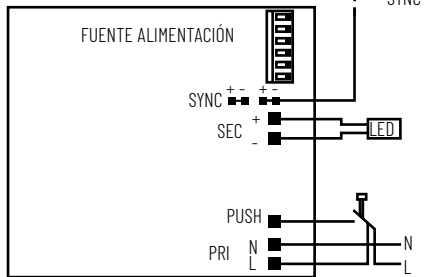 SYNC
FUENTE ALIMENTACIÓN
+ - + -
SYNC
+
SEC
-
LED
PUSH
PRI N N
L L